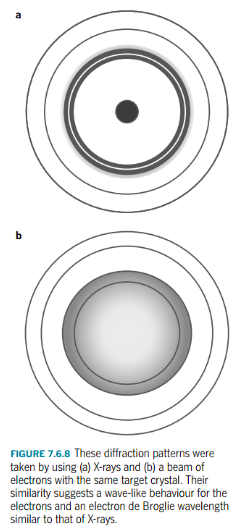 a
b
FIGURE 7.6.8 These diffraction patterns were
taken by using (a) X-rays and (b) a beam of
electrons with the same target crystal. Their
similarity suggests a wave-like behaviour for the
electrons and an electron de Broglie wavelength
similar to that of X-rays.